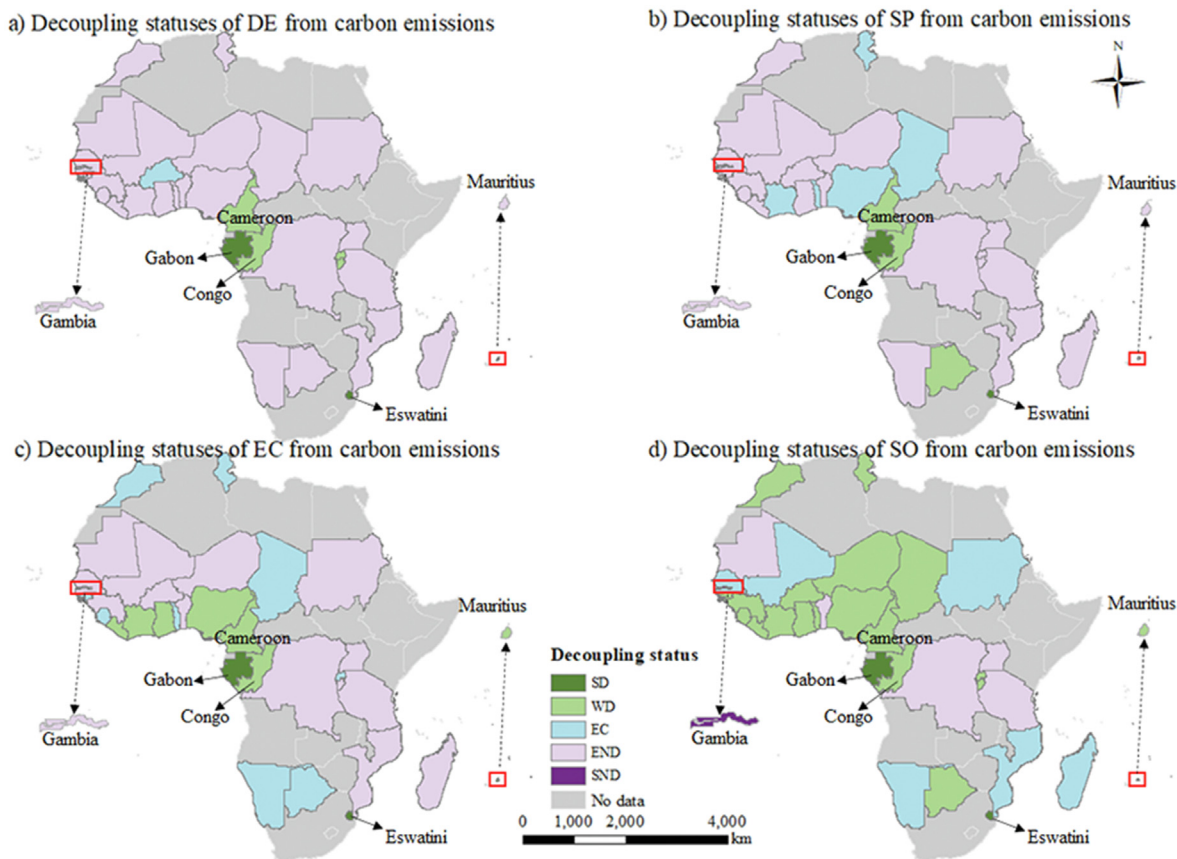 a) Decoupling statuses of DE from carbon emissions
Mauritius
Cameroon
Gabon
Congo
Gambia
Eswatini
b) Decoupling statuses of SP from carbon emissions
N
Mauritius
Cameroon
Gabon
Congo
Gambia
Eswatini
c) Decoupling statuses of EC from carbon emissions
Mauritius
Cameroon
Gabon
Congo
Gambia
Eswatini
d) Decoupling statuses of SO from carbon emissions
Mauritius
Cameroon
Gabon
Congo
Gambia
Eswatini
Decoupling status
SD
WD
EC
END
SND
No data
0 1,000 2,000 4,000
km